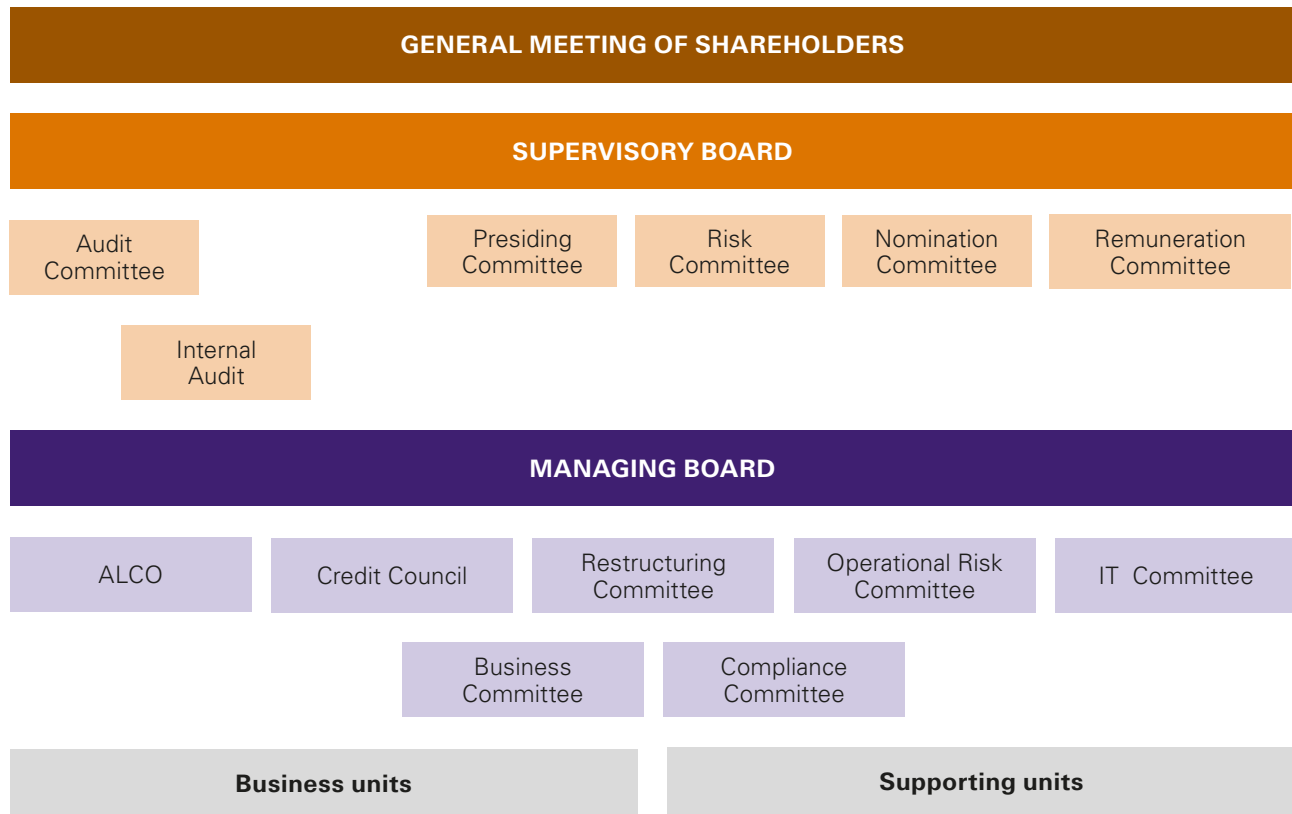 GENERAL MEETING OF SHAREHOLDERS
SUPERVISORY BOARD
Audit
Committee
Presiding
Committee
Risk
Committee
Nomination
Committee
Remuneration
Committee
Internal
Audit
MANAGING BOARD
ALCO
Credit Council
Restructuring
Committee
Operational Risk
Committee
IT Committee
Business
Committee
Compliance
Committee
Business units
Supporting units